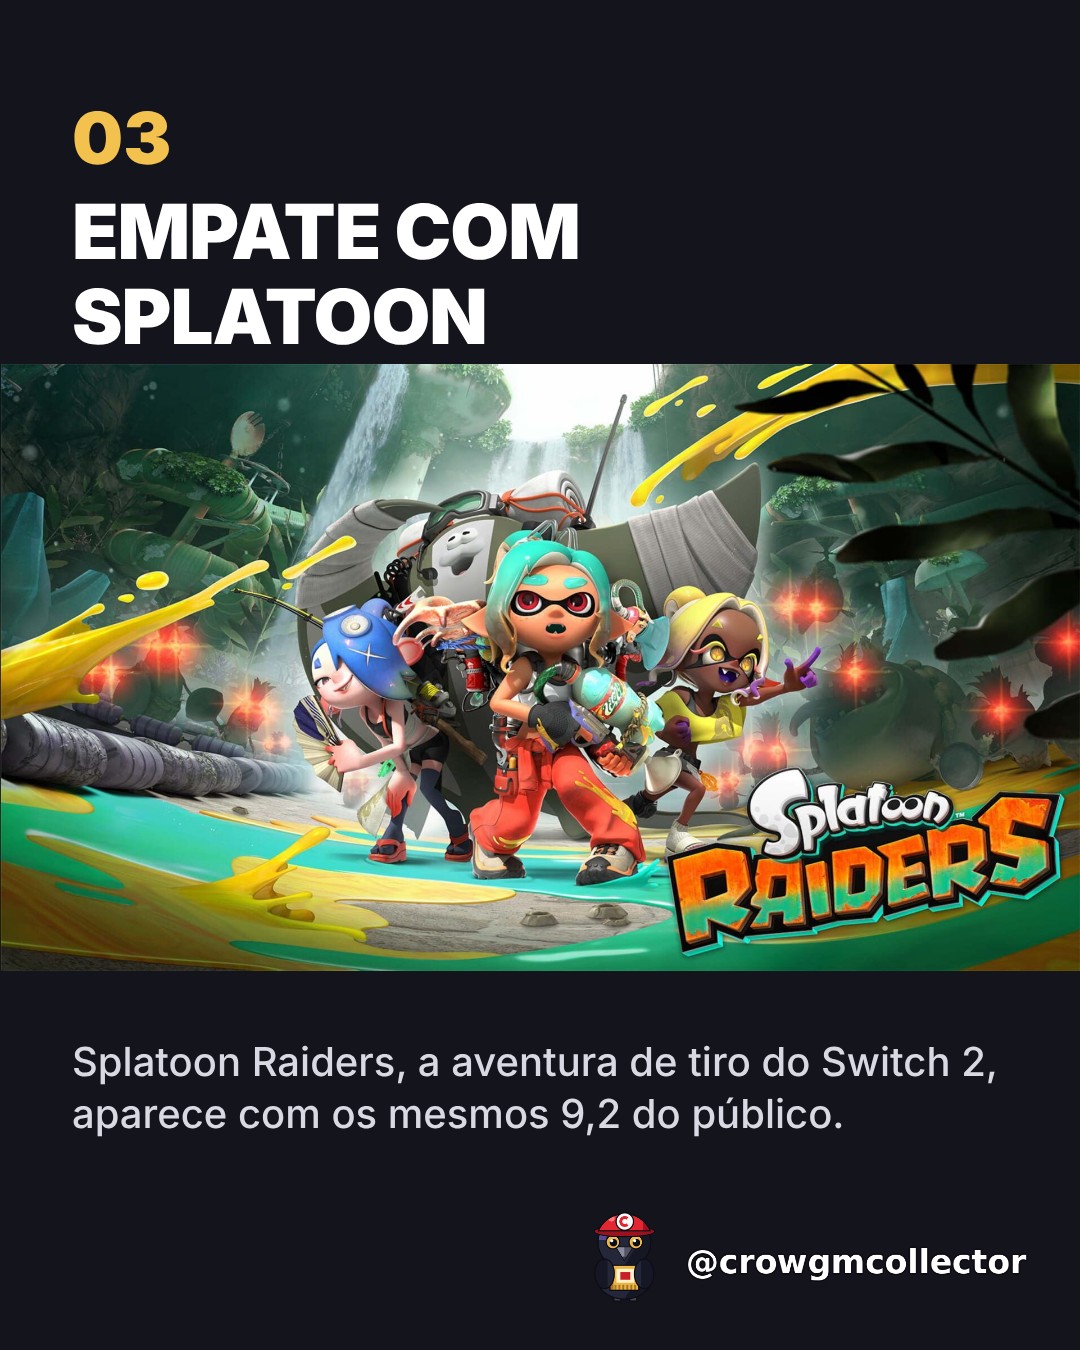 03
EMPATE COM
SPLATOON
Splatoon™
RAIDERS
Splatoon Raiders, a aventura de tiro do Switch 2,
aparece com os mesmos 9,2 do público.
C
@crowgmcollector